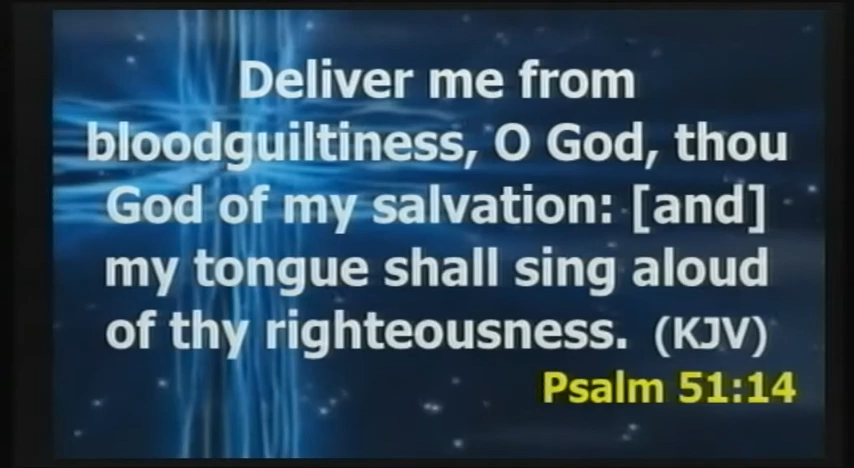 Deliver me from
bloodguiltiness, O God, thou
God of my salvation: [and]
my tongue shall sing aloud
of thy righteousness. (KJV)
Psalm 51:14